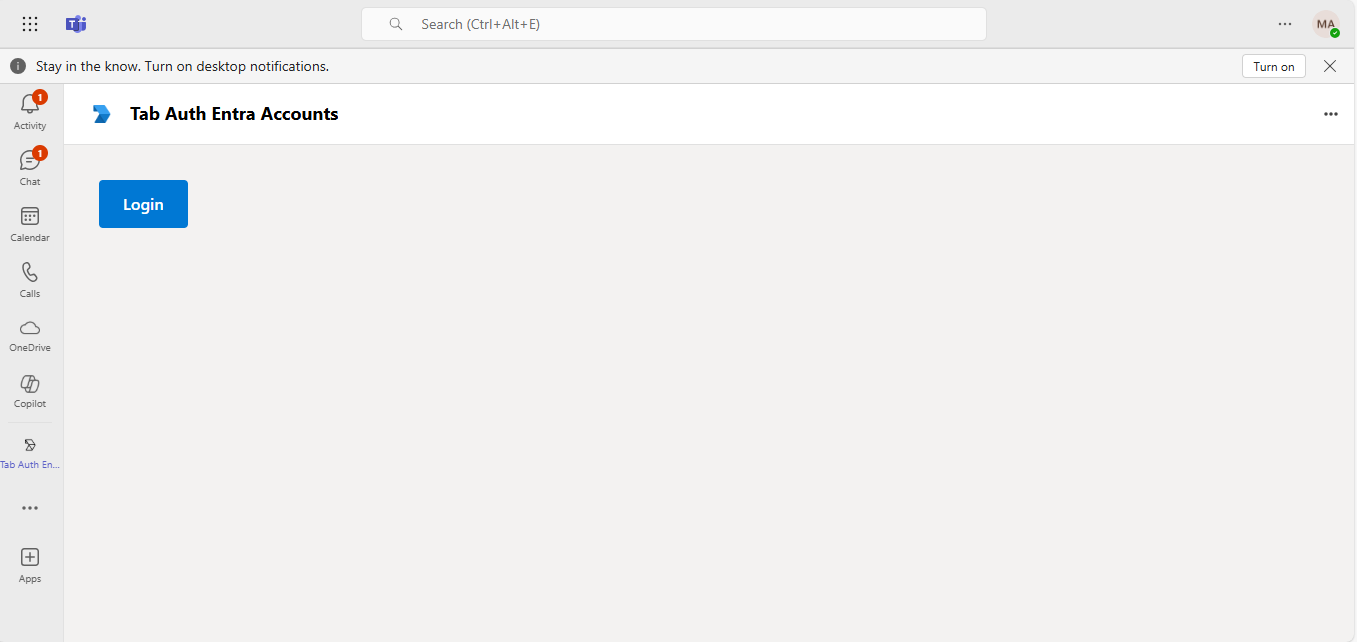 Search (Ctrl+Alt+E)
MA
Stay in the know. Turn on desktop notifications.
Turn on
1
Activity
1
Chat
Calendar
Calls
OneDrive
Copilot
Tab Auth En...
Apps
Tab Auth Entra Accounts
Login